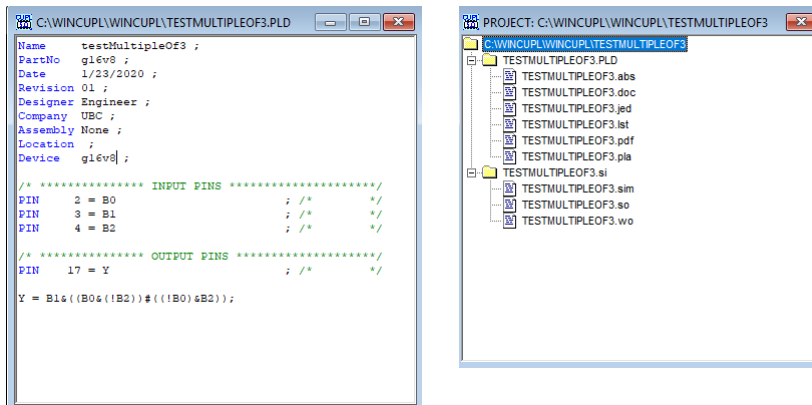 C:\WINCUPL\WINCUPL\TESTMULTIPLEOF3.PLD
Name testMultipleOf3 ;
PartNo g16v8 ;
Date 1/23/2020 ;
Revision 01 ;
Designer Engineer ;
Company UBC ;
Assembly None ;
Location ;
Device g16v8 ;
/* *************** INPUT PINS *********************/
PIN 2 = B0 ; /* */
PIN 3 = B1 ; /* */
PIN 4 = B2 ; /* */
/* *************** OUTPUT PINS ********************/
PIN 17 = Y ; /* */
Y = B1&((B0&(!B2))#((!B0)&B2));
PROJECT: C:\WINCUPL\WINCUPL\TESTMULTIPLEOF3
C:\WINCUPL\WINCUPL\TESTMULTIPLEOF3
TESTMULTIPLEOF3.PLD
TESTMULTIPLEOF3.abs
TESTMULTIPLEOF3.doc
TESTMULTIPLEOF3.jed
TESTMULTIPLEOF3.lst
TESTMULTIPLEOF3.pdf
TESTMULTIPLEOF3.pla
TESTMULTIPLEOF3.si
TESTMULTIPLEOF3.sim
TESTMULTIPLEOF3.so
TESTMULTIPLEOF3.wo